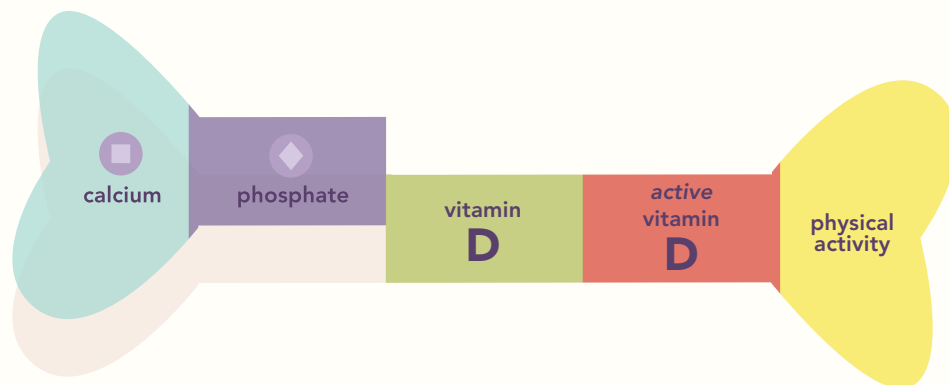 calcium
phosphate
vitamin
D
active
vitamin
D
physical
activity